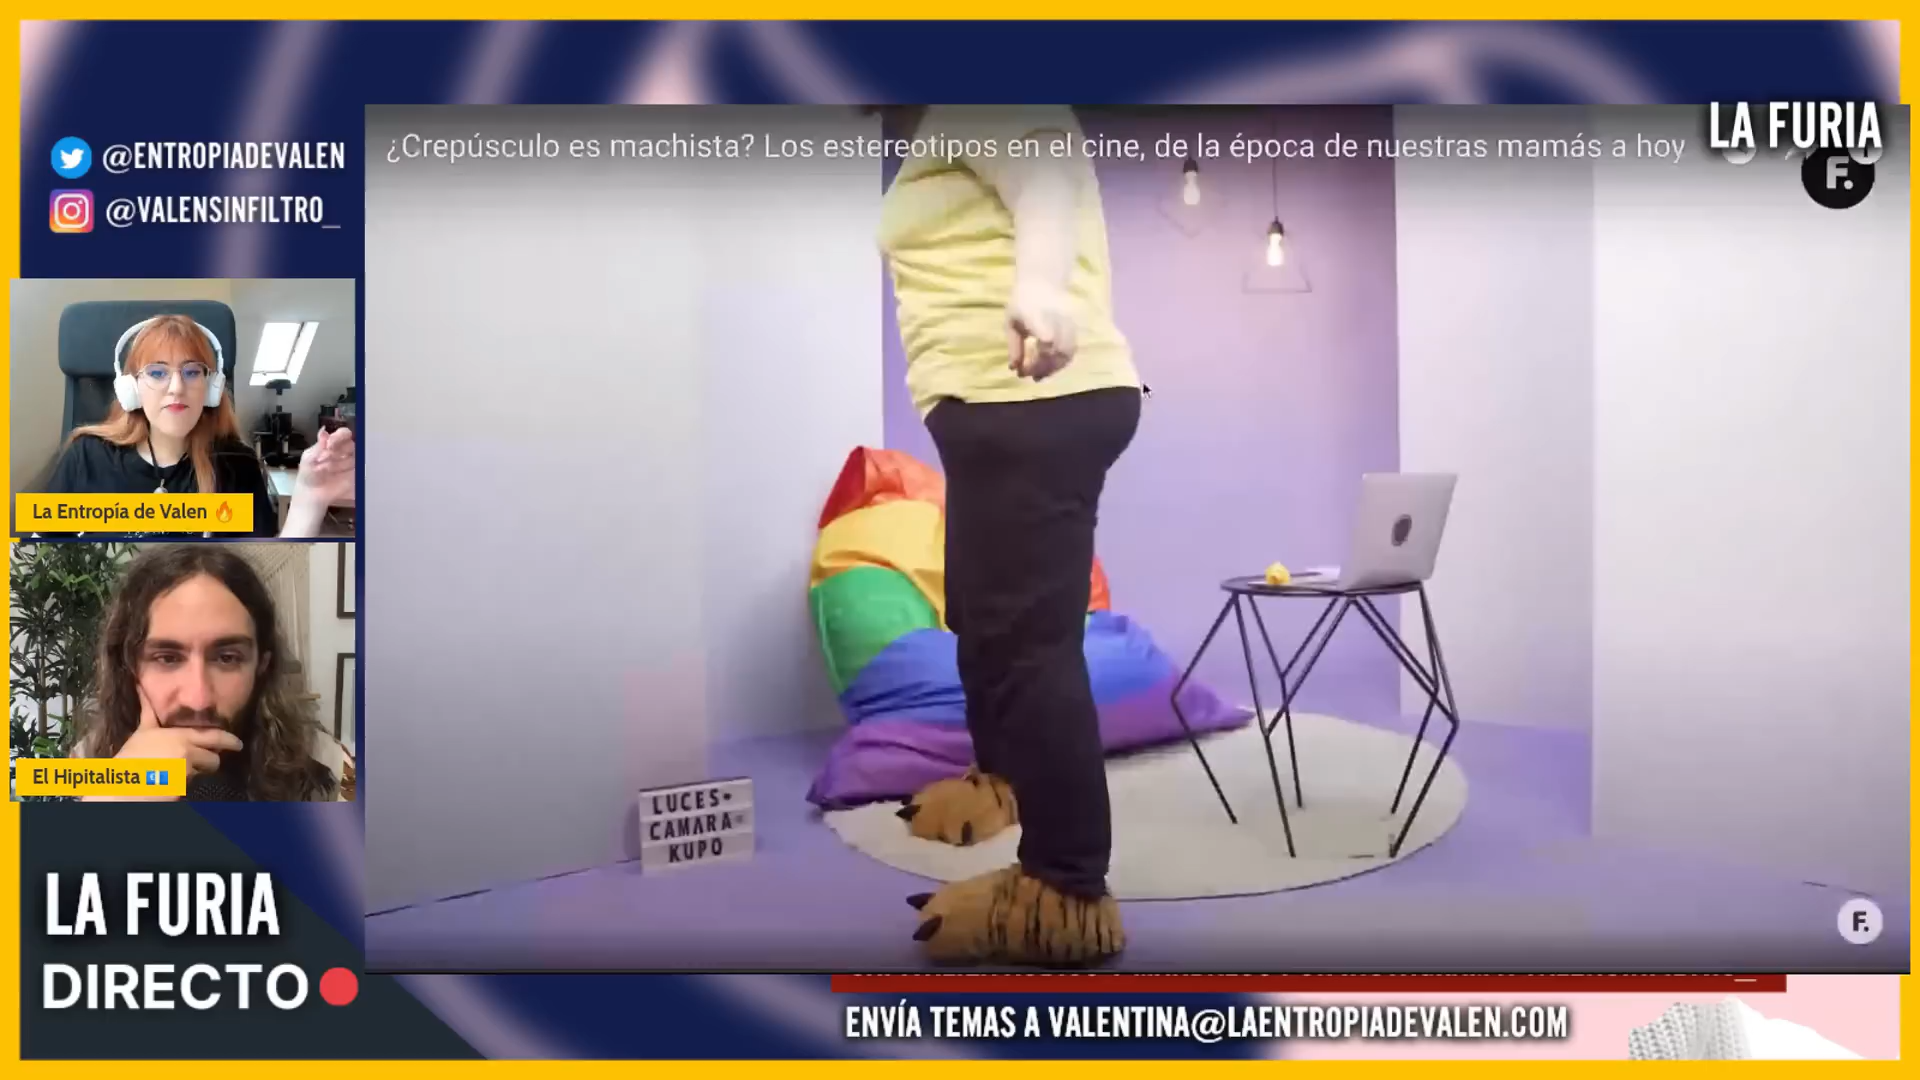 @ENTROPIADEVALEN
@VALENSINFILTRO_
¿Crepúsculo es machista? Los estereotipos en el cine, de la época de nuestras mamás a hoy
LA FURIA
F.
La Entropía de Valen 🔥
El Hipitalista
LUCES•
CAMARA
KUPO
F.
LA FURIA
DIRECTO
ENVÍA TEMAS A VALENTINA@LAENTROPIADEVALEN.COM